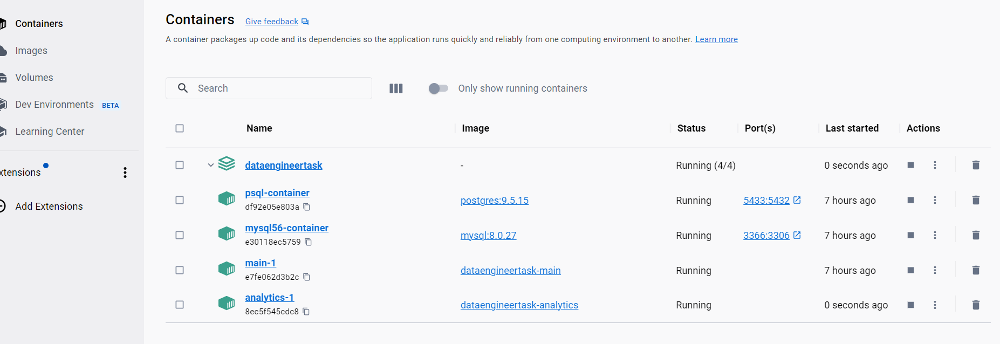 Containers
Images
Volumes
Dev Environments BETA
Learning Center
xtensions
Add Extensions
Containers Give feedback
A container packages up code and its dependencies so the application runs quickly and reliably from one computing environment to another. Learn more
Search Only show running containers
Name Image Status Port(s) Last started Actions
dataengineertask - Running (4/4) 0 seconds ago
psql-container
df92e05e803a postgres:9.5.15 Running 5433:5432 7 hours ago
mysql56-container
e30118ec5759 mysql:8.0.27 Running 3366:3306 7 hours ago
main-1
e7fe062d3b2c dataengineertask-main Running 7 hours ago
analytics-1
8ec5f545cdc8 dataengineertask-analytics Running 0 seconds ago